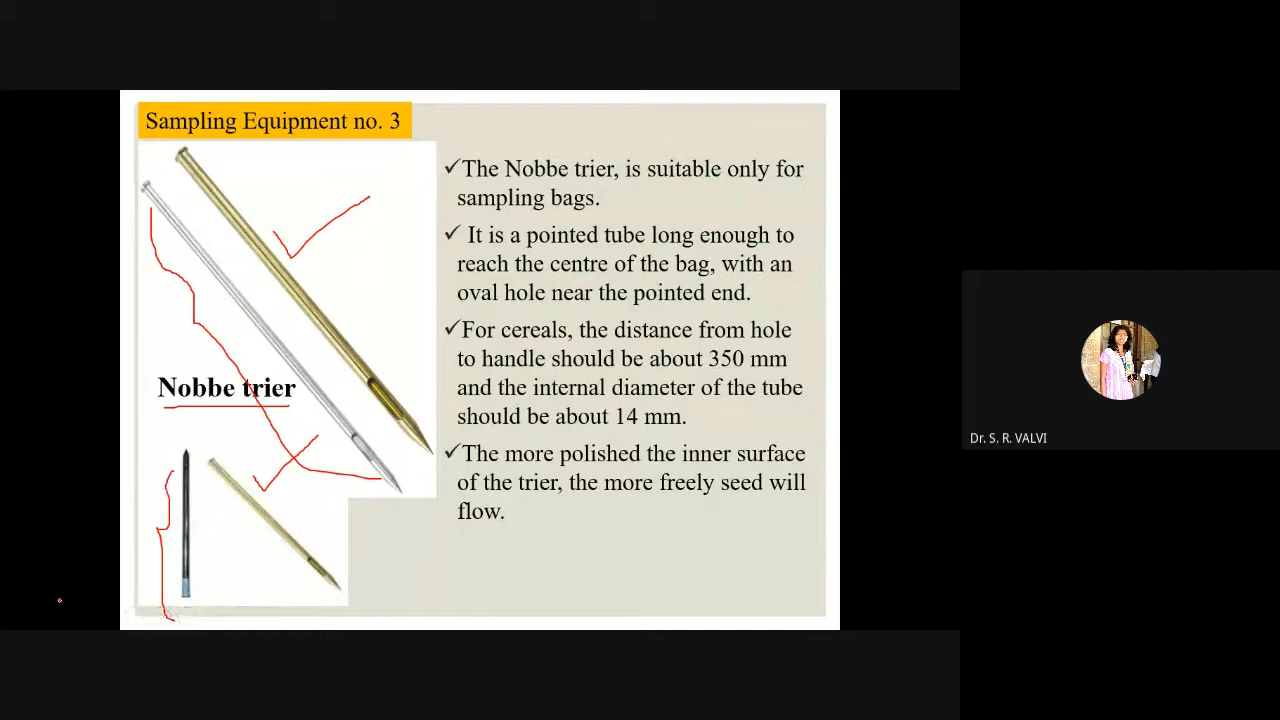 Sampling Equipment no. 3
Nobbe trier
✓The Nobbe trier, is suitable only for
sampling bags.
✓ It is a pointed tube long enough to
reach the centre of the bag, with an
oval hole near the pointed end.
✓For cereals, the distance from hole
to handle should be about 350 mm
and the internal diameter of the tube
should be about 14 mm.
✓The more polished the inner surface
of the trier, the more freely seed will
flow.
Dr. S. R. VALVI